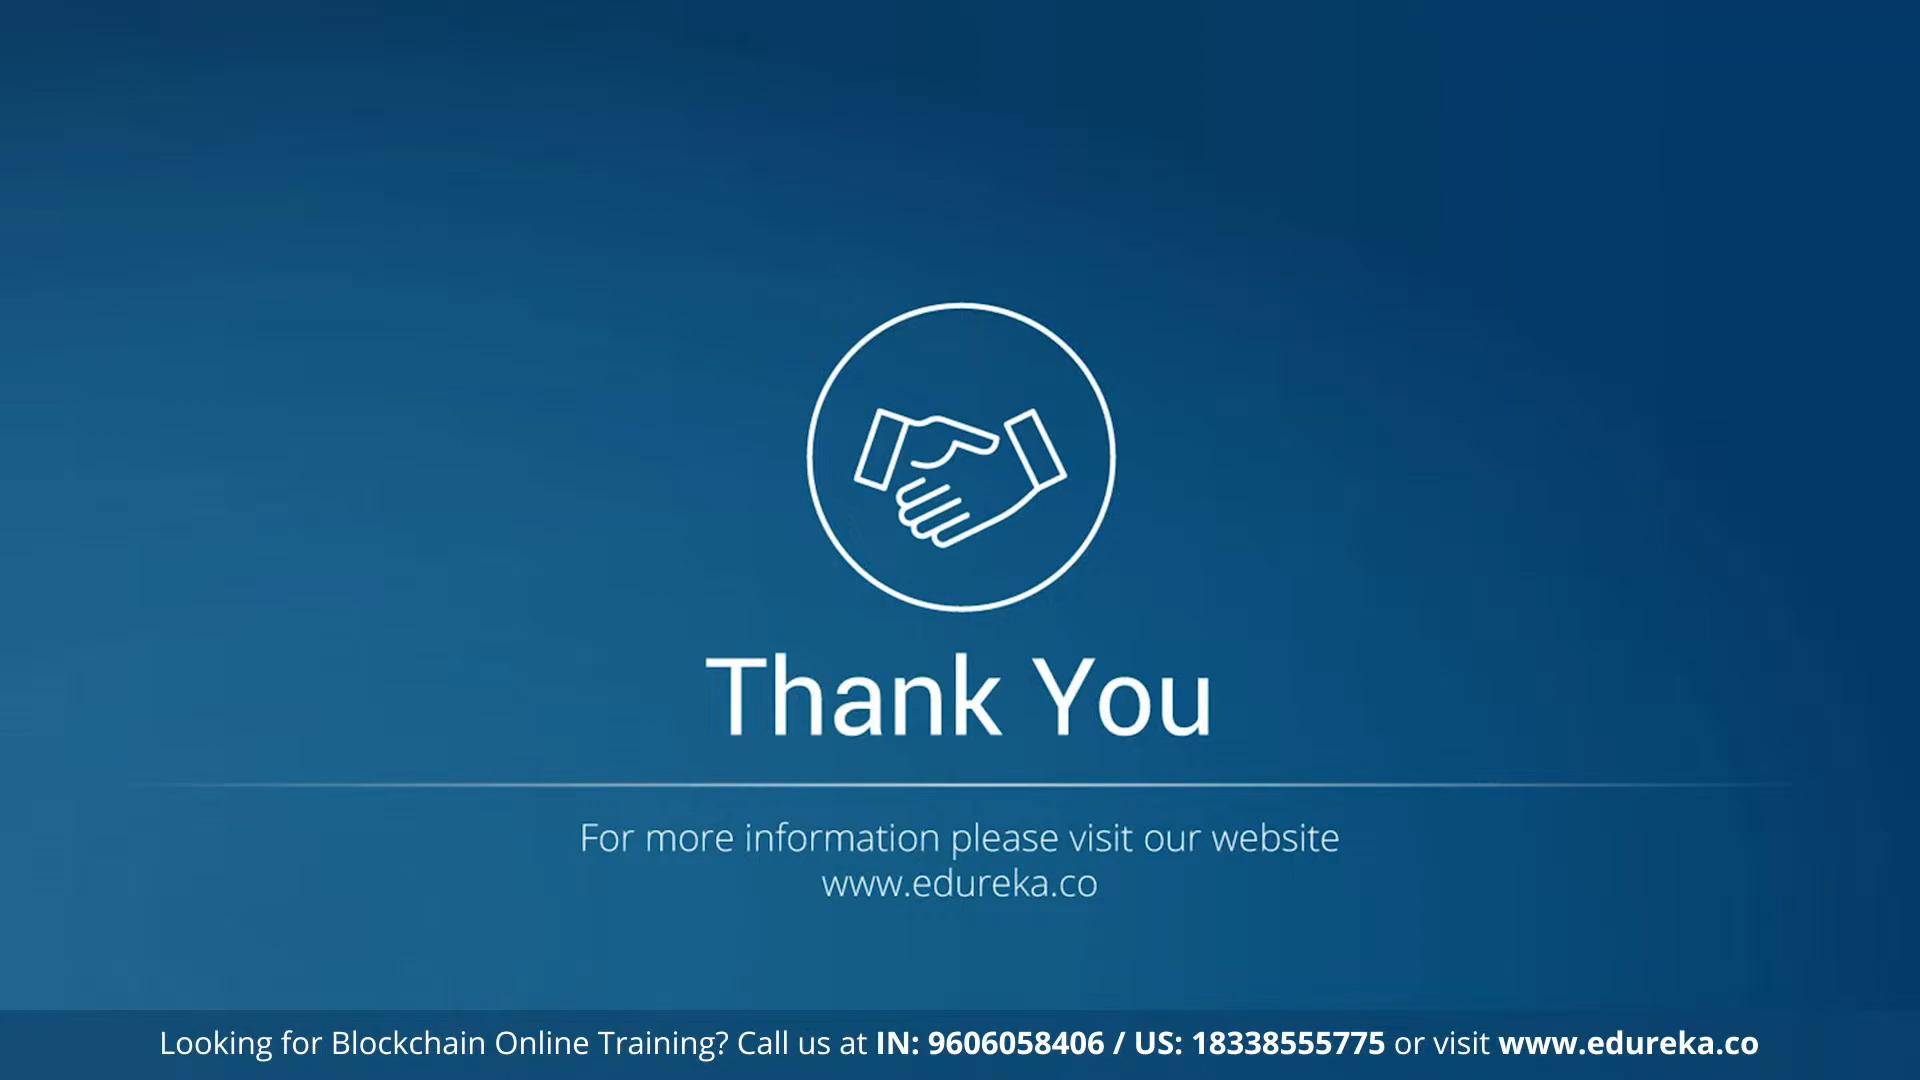 Thank You
For more information please visit our website
www.edureka.co
Looking for Blockchain Online Training? Call us at IN: 9606058406 / US: 18338555775 or visit www.edureka.co